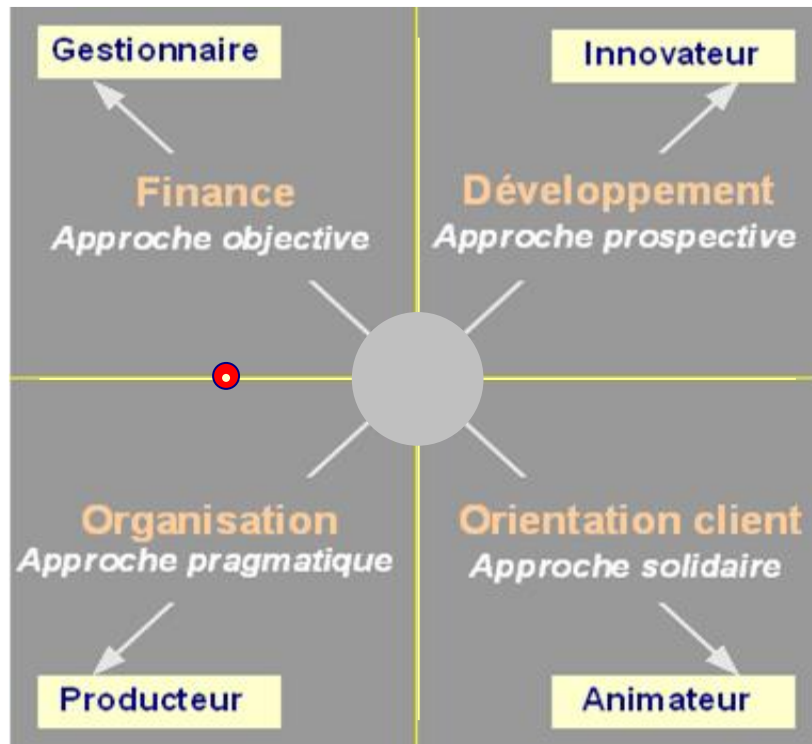 Gestionnaire
Innovateur
Finance
Approche objective
Développement
Approche prospective
Organisation
Approche pragmatique
Orientation client
Approche solidaire
Producteur
Animateur